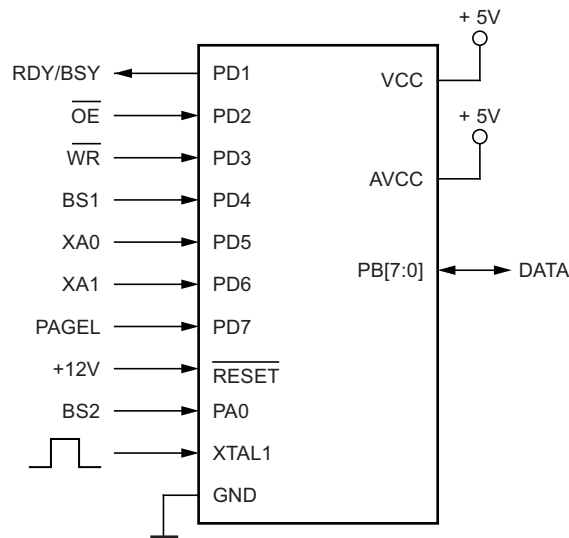 + 5V
RDY/BSY PD1 VCC
OE PD2 + 5V
WR PD3
BS1 PD4 AVCC
XA0 PD5
XA1 PD6 PB[7:0] DATA
PAGEL PD7
+12V RESET
BS2 PA0
XTAL1
GND